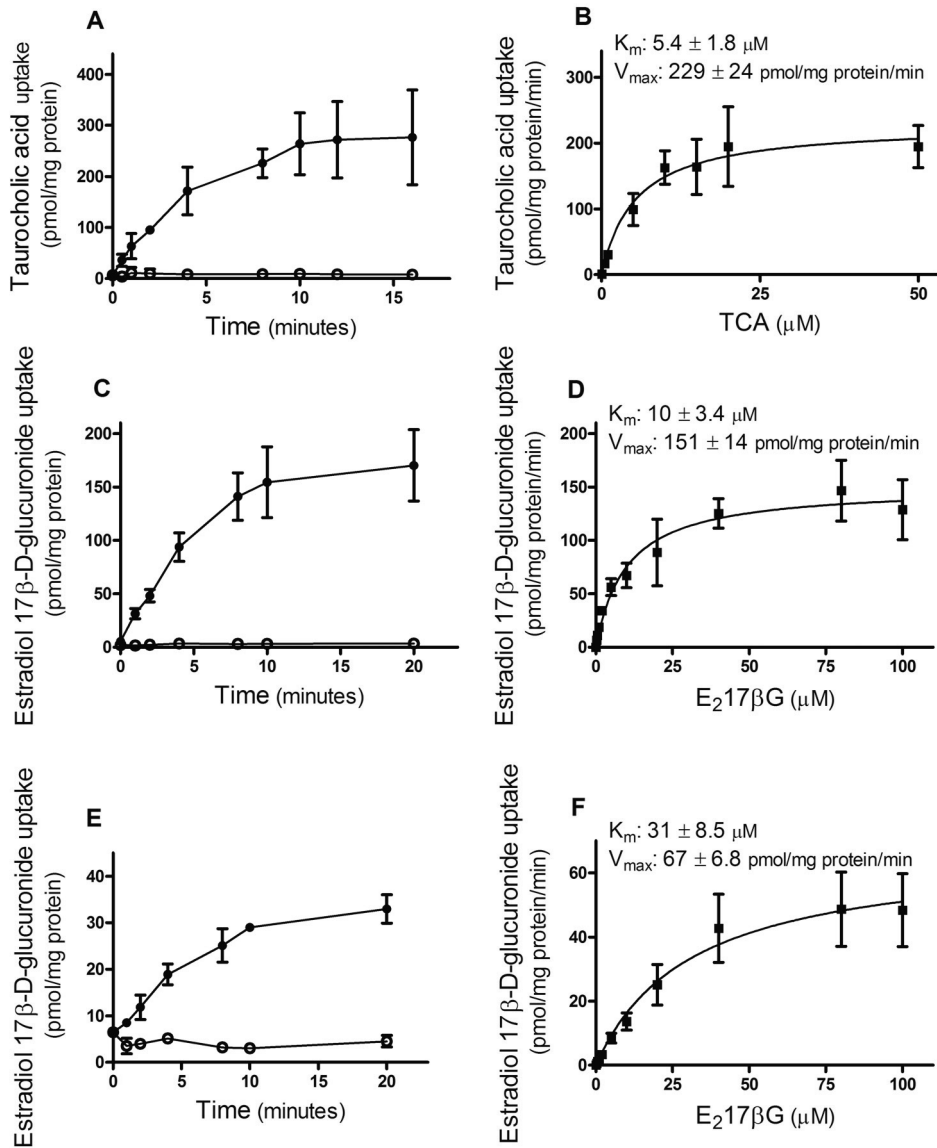 A
Taurocholic acid uptake
(pmol/mg protein)
400
300
200
100
0
0 5 10 15
Time (minutes)
B
Km: 5.4 ± 1.8 μM
Vmax: 229 ± 24 pmol/mg protein/min
Taurocholic acid uptake
(pmol/mg protein/min)
300
200
100
0
0 25 50
TCA (μM)
C
Estradiol 17β-D-glucuronide uptake
(pmol/mg protein)
200
150
100
50
0
0 10 20
Time (minutes)
D
Km: 10 ± 3.4 μM
Vmax: 151 ± 14 pmol/mg protein/min
Estradiol 17β-D-glucuronide uptake
(pmol/mg protein/min)
200
150
100
50
0
0 25 50 75 100
E₂17βG (μM)
E
Estradiol 17β-D-glucuronide uptake
(pmol/mg protein)
40
30
20
10
0
0 10 20
Time (minutes)
F
Km: 31 ± 8.5 μM
Vmax: 67 ± 6.8 pmol/mg protein/min
Estradiol 17β-D-glucuronide uptake
(pmol/mg protein/min)
60
40
20
0
0 25 50 75 100
E₂17βG (μM)